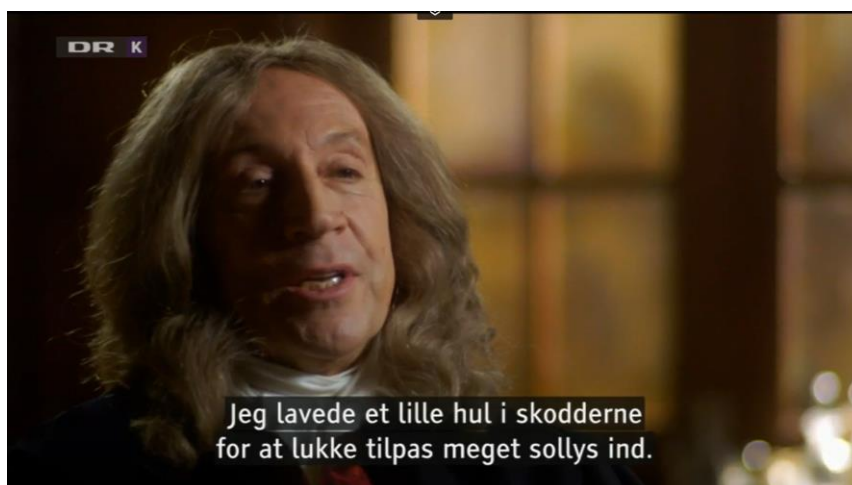 DR K
Jeg lavede et lille hul i skodderne
for at lukke tilpas meget sollys ind.